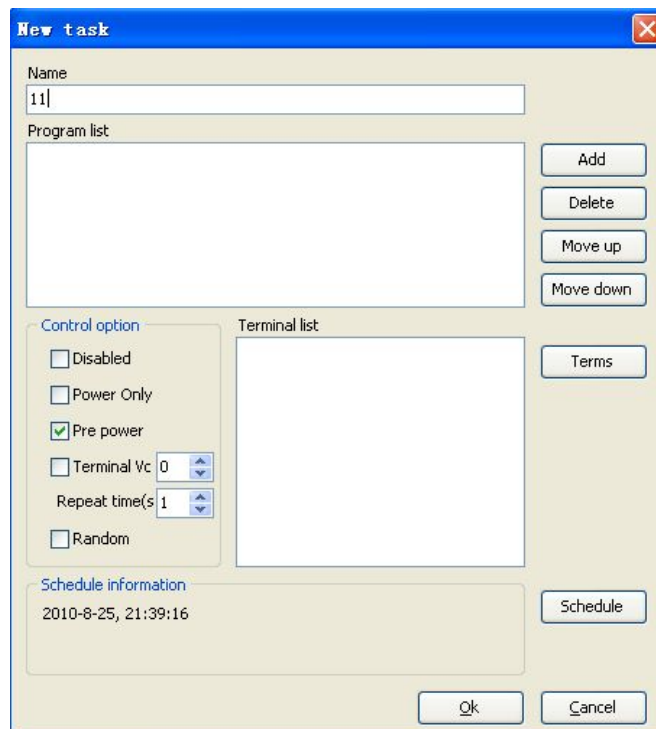 New task
Name
11
Program list
Add
Delete
Move up
Move down
Control option
Disabled
Power Only
Pre power
Terminal Vc 0
Repeat time(s 1
Random
Terminal list
Terms
Schedule information
2010-8-25, 21:39:16
Schedule
Ok
Cancel